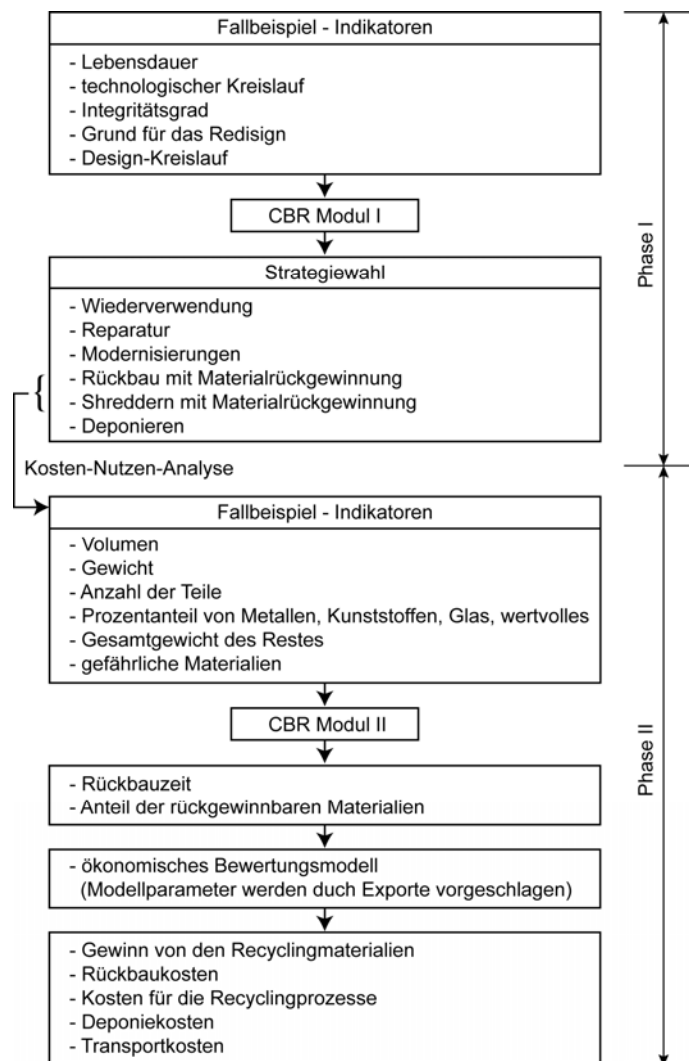 Fallbeispiel - Indikatoren
- Lebensdauer
- technologischer Kreislauf
- Integritätsgrad
- Grund für das Redisign
- Design-Kreislauf
CBR Modul I
Strategiewahl
- Wiederverwendung
- Reparatur
- Modernisierungen
- Rückbau mit Materialrückgewinnung
- Shreddern mit Materialrückgewinnung
- Deponieren
Phase I
Kosten-Nutzen-Analyse
Fallbeispiel - Indikatoren
- Volumen
- Gewicht
- Anzahl der Teile
- Prozentanteil von Metallen, Kunststoffen, Glas, wertvolles
- Gesamtgewicht des Restes
- gefährliche Materialien
CBR Modul II
- Rückbauzeit
- Anteil der rückgewinnbaren Materialien
- ökonomisches Bewertungsmodell
(Modellparameter werden duch Exporte vorgeschlagen)
- Gewinn von den Recyclingmaterialien
- Rückbaukosten
- Kosten für die Recyclingprozesse
- Deponiekosten
- Transportkosten
Phase II